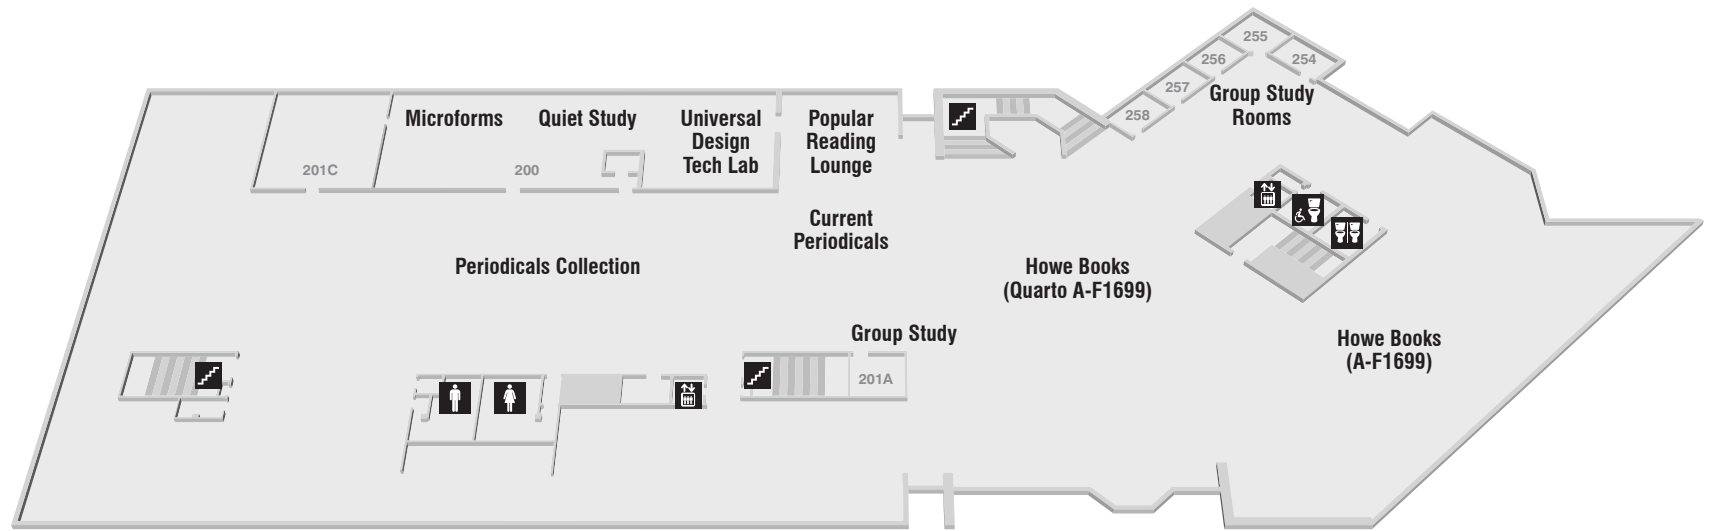 255
256
254
257
258
Group Study
Rooms
Microforms
Quiet Study
Universal
Design
Tech Lab
Popular
Reading
Lounge
201C
200
Current
Periodicals
Periodicals Collection
Howe Books
(Quarto A-F1699)
Group Study
201A
Howe Books
(A-F1699)